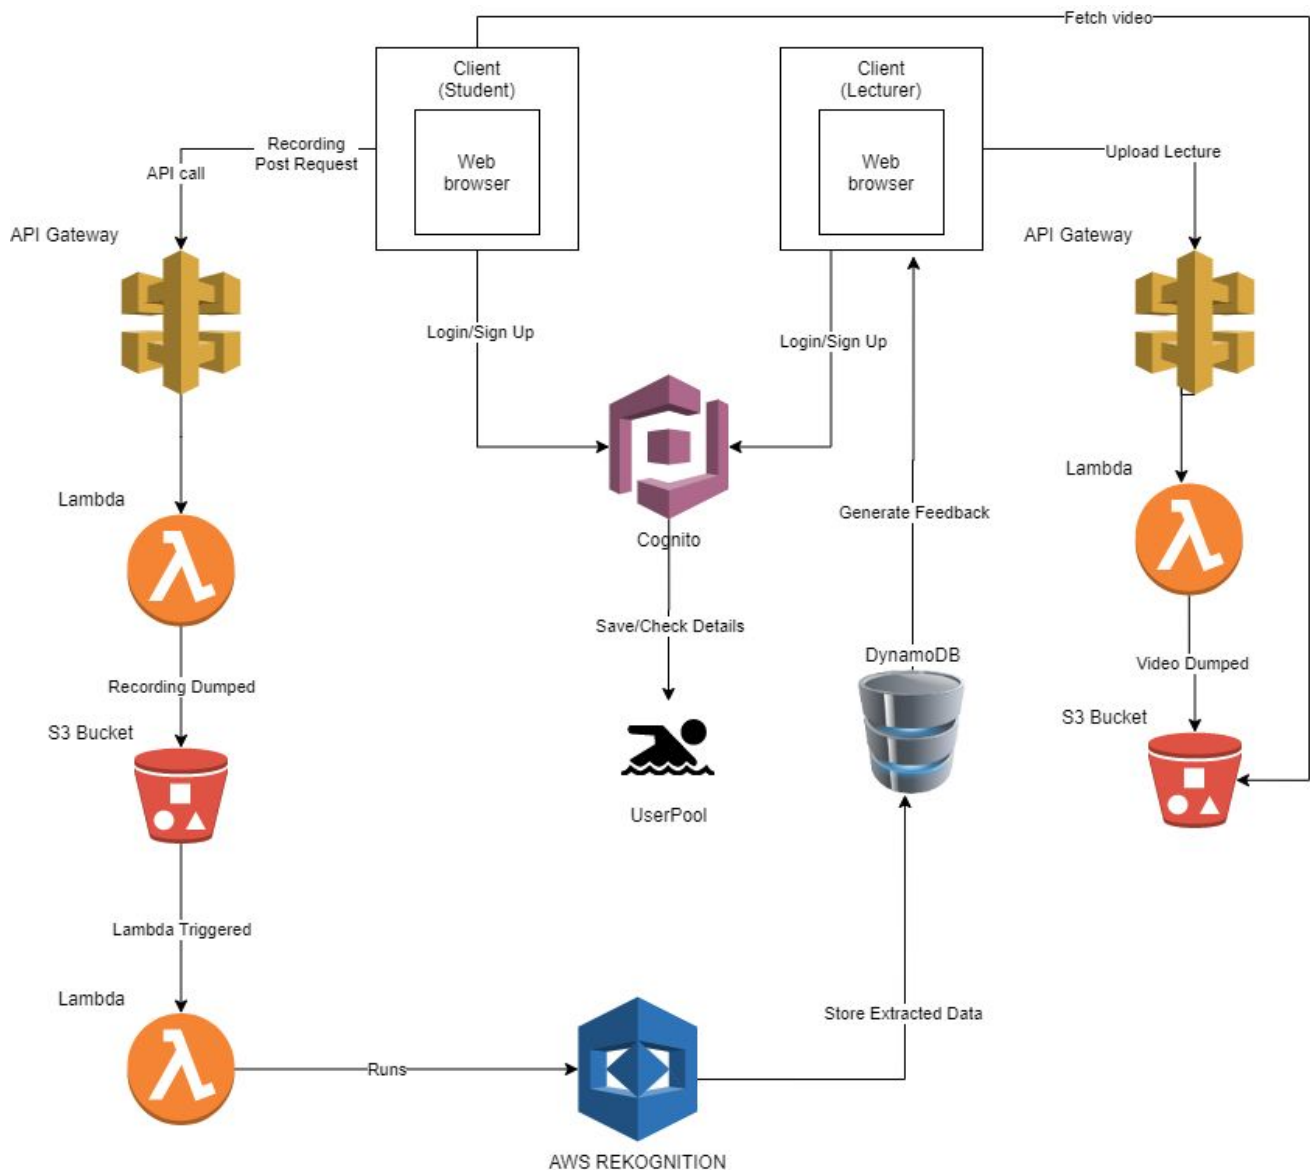 Fetch video
Client
(Student)
Client
(Lecturer)
Recording
Post Request
Web
browser
Web
browser
Upload Lecture
API call
API Gateway
API Gateway
Login/Sign Up
Login/Sign Up
Lambda
Lambda
Generate Feedback
Cognito
Save/Check Details
DynamoDB
Video Dumped
Recording Dumped
S3 Bucket
S3 Bucket
UserPool
Lambda Triggered
Lambda
Store Extracted Data
Runs
AWS REKOGNITION